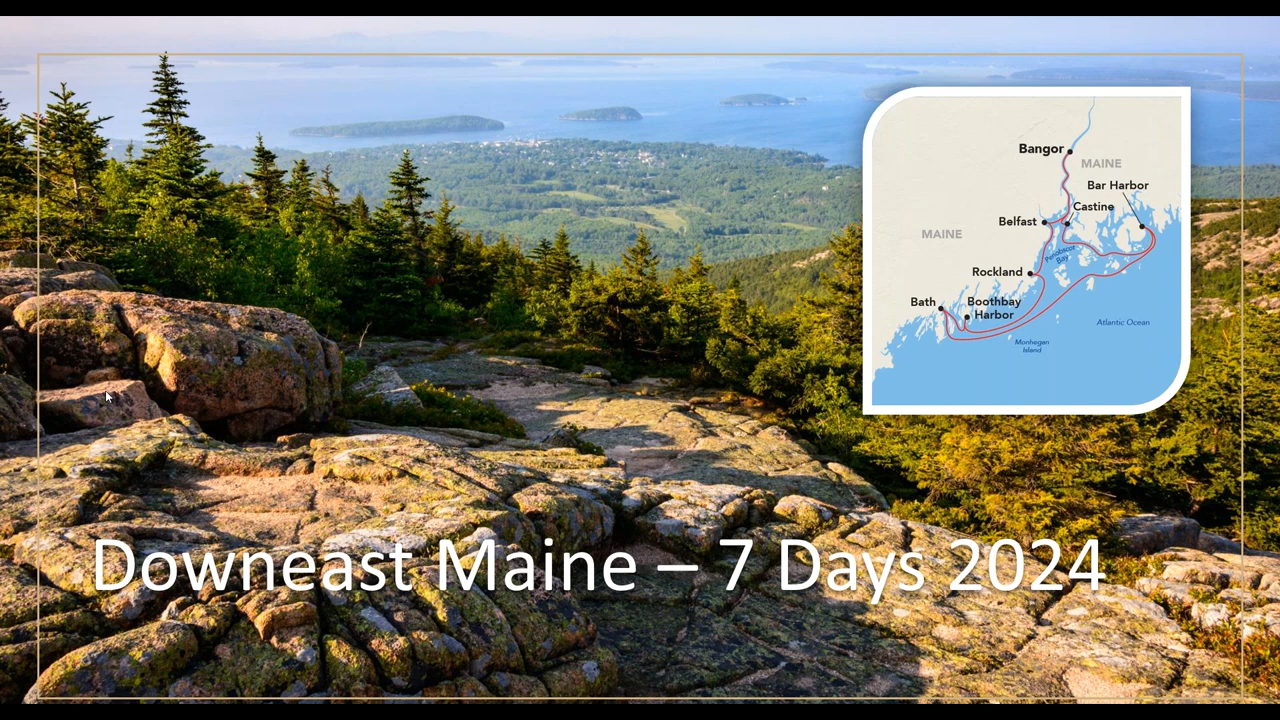 Bangor
MAINE
Bar Harbor
Castine
Belfast
MAINE
Penobscot
Bay
Rockland
Bath
Boothbay
Harbor
Atlantic Ocean
Monhegan
Island
Downeast Maine – 7 Days 2024